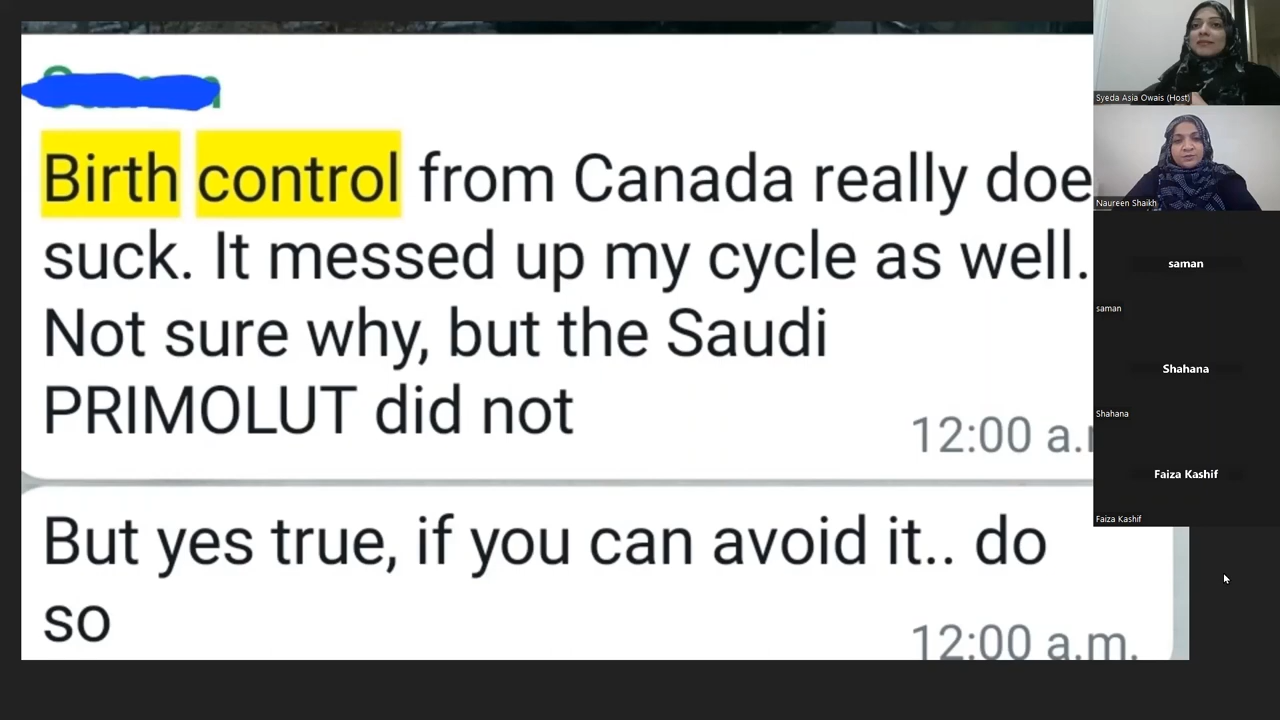 Birth control from Canada really doe
suck. It messed up my cycle as well.
Not sure why, but the Saudi
PRIMOLUT did not
12:00 a.
But yes true, if you can avoid it.. do
so
12:00 a.m.
Syeda Asia Owais (Host)
Naureen Shaikh
saman
saman
Shahana
Shahana
Faiza Kashif
Faiza Kashif